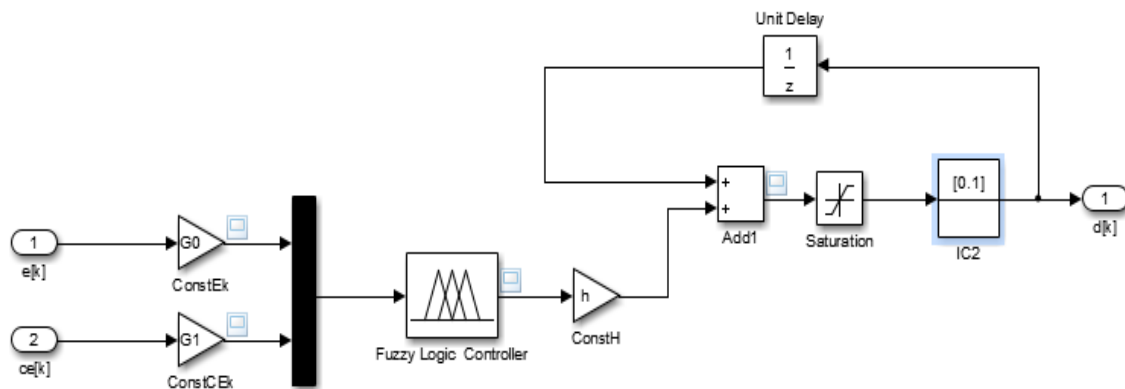 Unit Delay
1
z
[0.1]
+
+
1
Add1
Saturation
IC2
d[k]
1
G0
e[k]
ConstEk
h
2
G1
ce[k]
ConstCEk
Fuzzy Logic Controller
ConstH